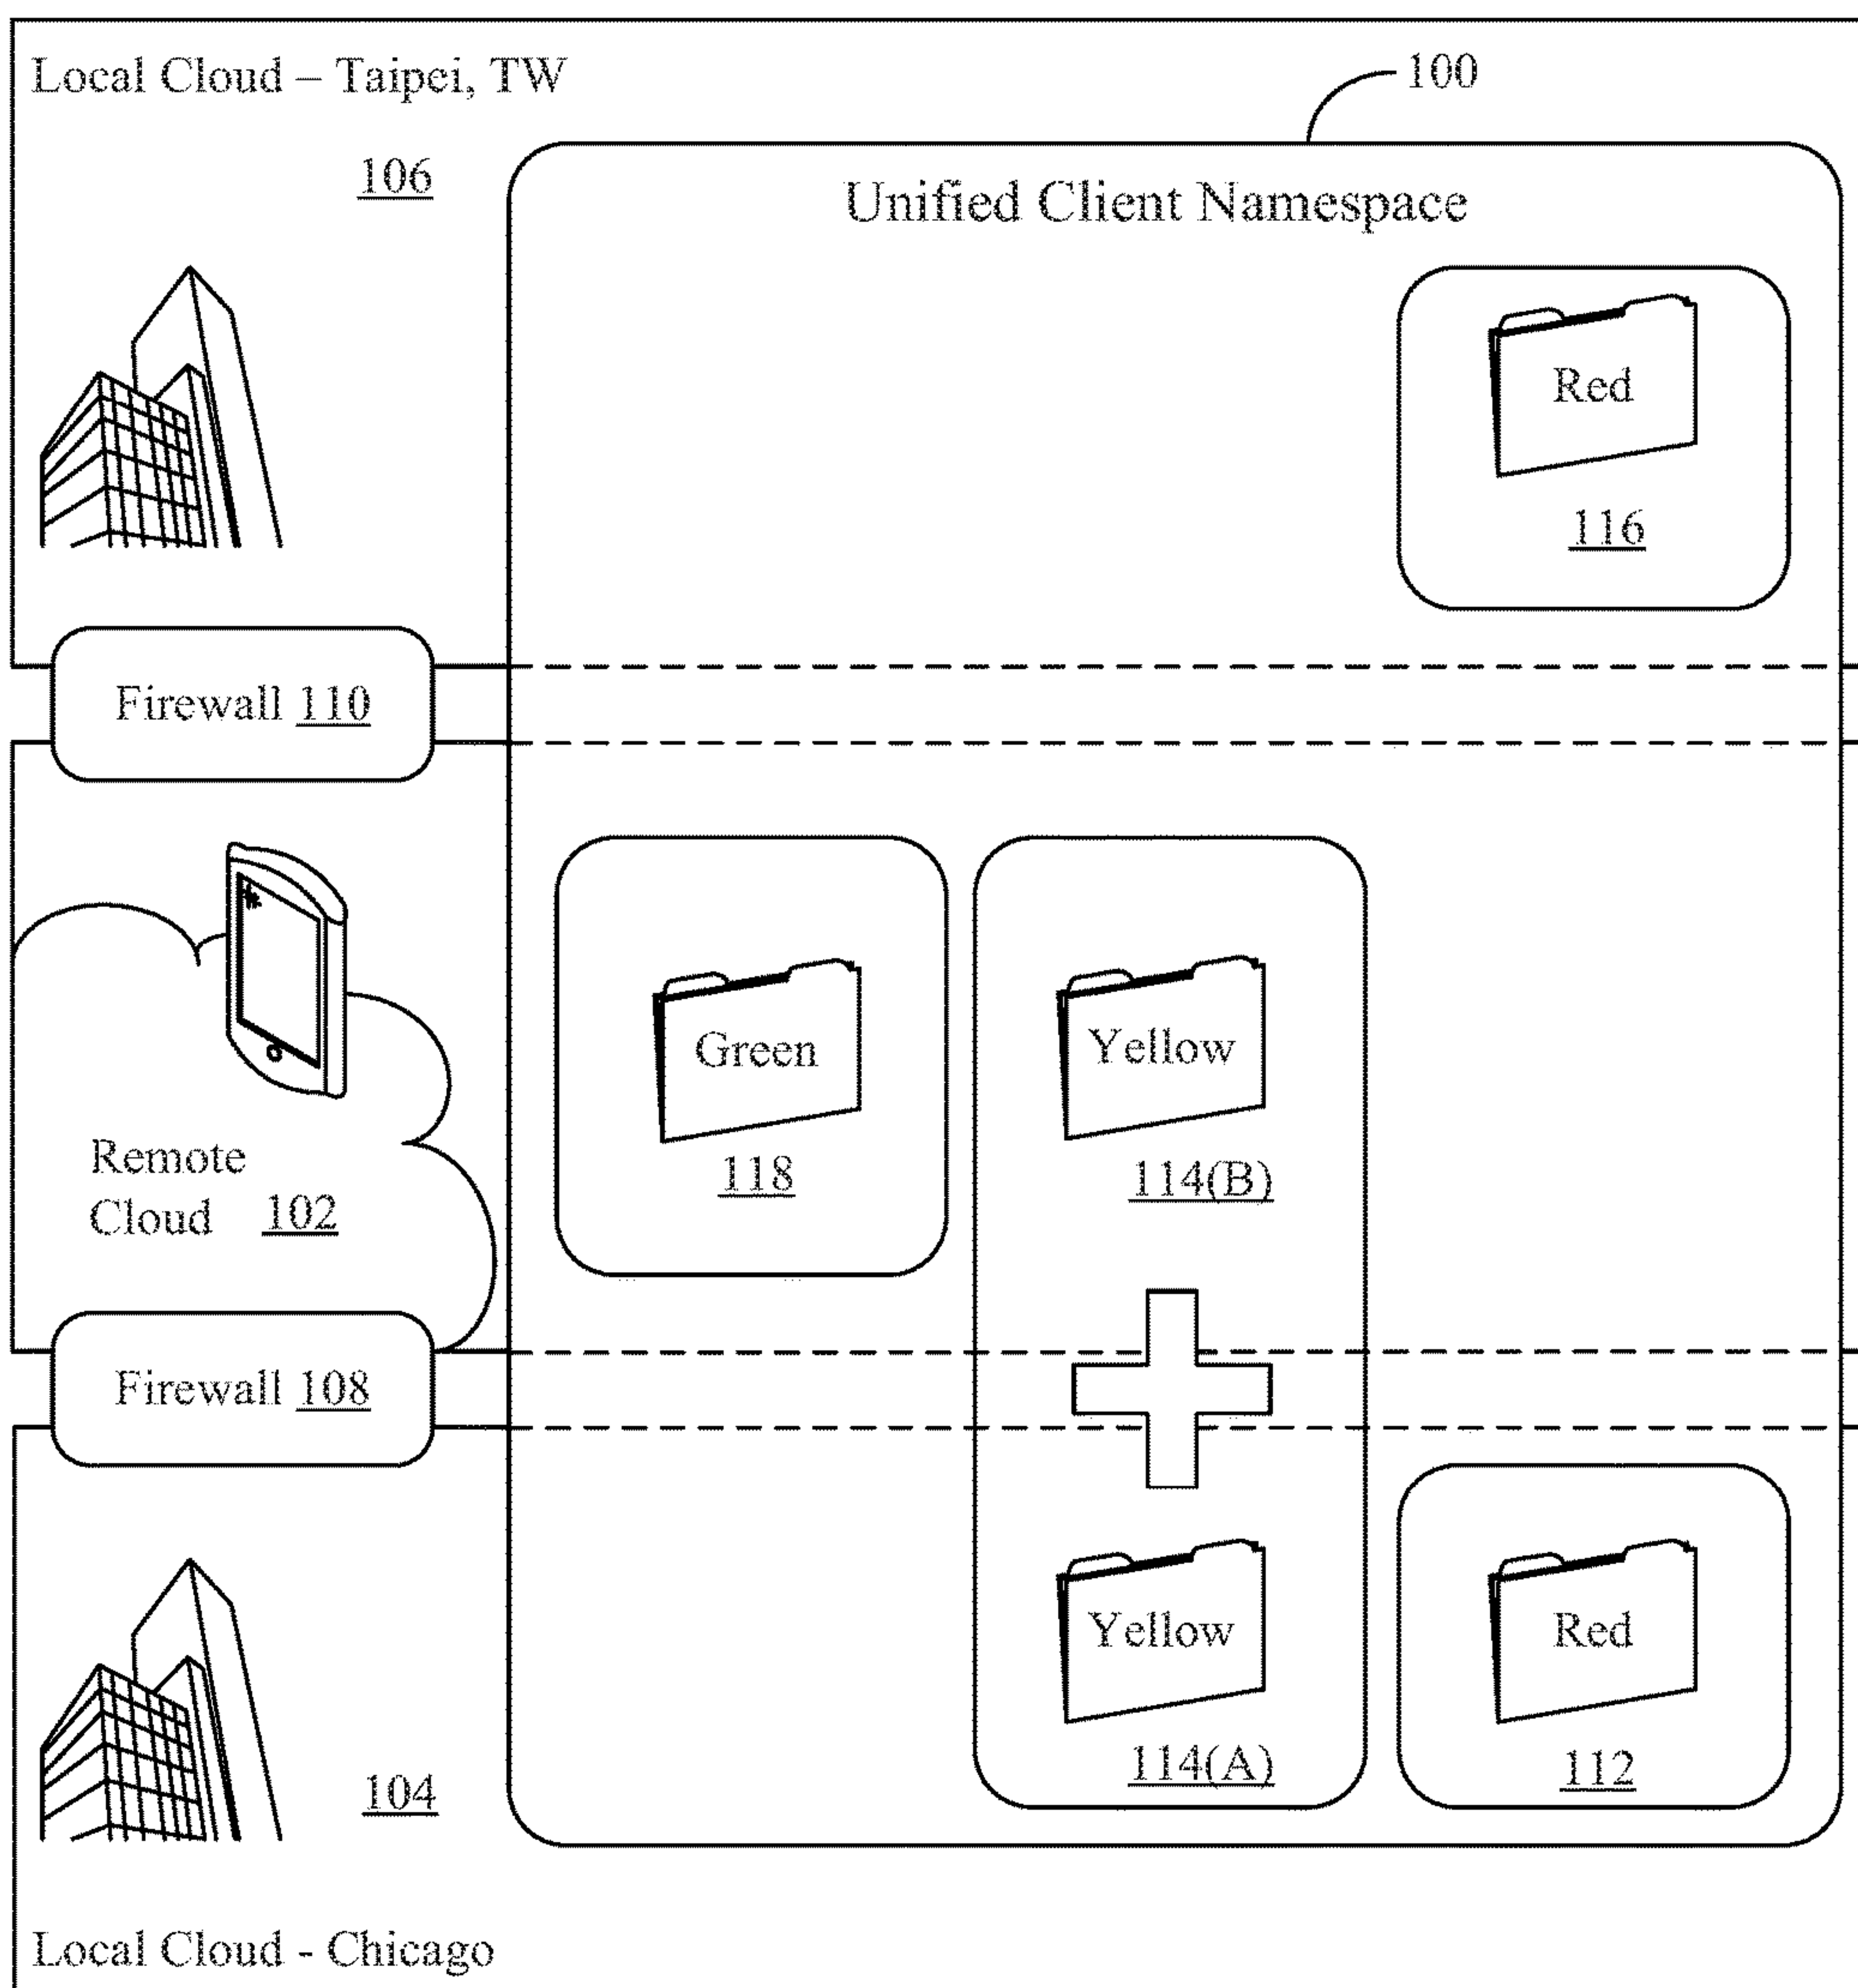 Local Cloud – Taipei, TW
100
106
Unified Client Namespace
Red
116
Firewall 110
Green
118
Yellow
114(B)
Remote
Cloud 102
Firewall 108
Yellow
114(A)
Red
112
104
Local Cloud - Chicago